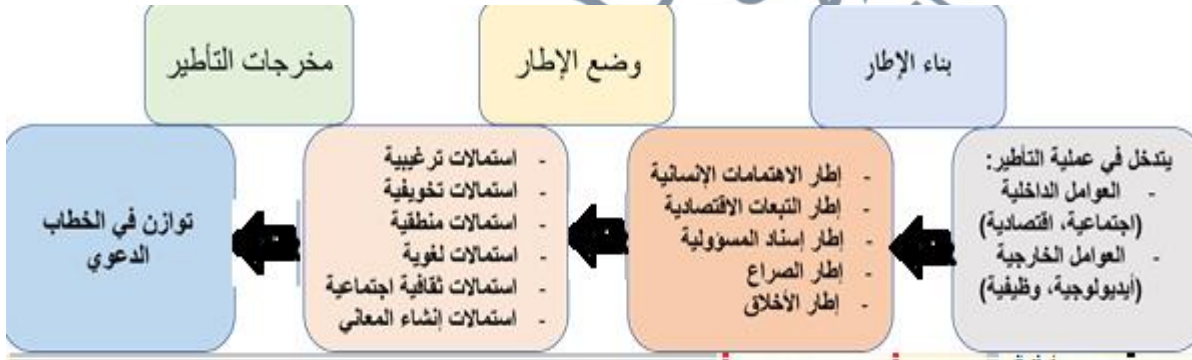 بناء الإطار
وضع الإطار
مخرجات التأطير
يتدخل في عملية التأطير:
- العوامل الداخلية
(اجتماعية، اقتصادية)
- العوامل الخارجية
(أيديولوجية، وظيفية)
- إطار الاهتمامات الإنسانية
- إطار التبعات الاقتصادية
- إطار إسناد المسؤولية
- إطار الصراع
- إطار الأخلاق
- استمالات ترغيبية
- استمالات تخويفية
- استمالات منطقية
- استمالات لغوية
- استمالات ثقافية اجتماعية
- استمالات إنشاء المعاني
توازن في الخطاب
الدعوي